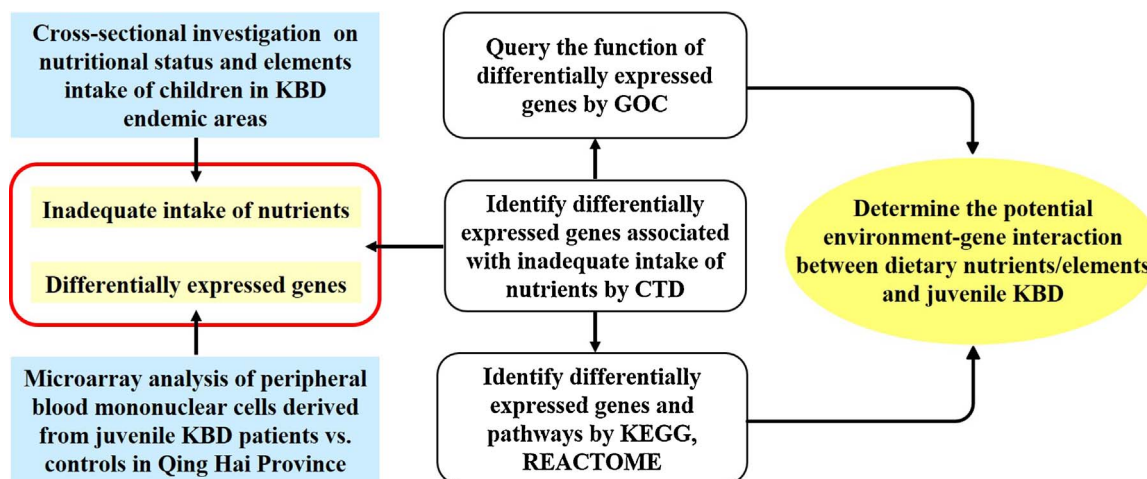 Cross-sectional investigation on
nutritional status and elements
intake of children in KBD
endemic areas
Inadequate intake of nutrients
Differentially expressed genes
Microarray analysis of peripheral
blood mononuclear cells derived
from juvenile KBD patients vs.
controls in Qing Hai Province
Query the function of
differentially expressed
genes by GOC
Identify differentially
expressed genes associated
with inadequate intake of
nutrients by CTD
Identify differentially
expressed genes and
pathways by KEGG,
REACTOME
Determine the potential
environment-gene interaction
between dietary nutrients/elements
and juvenile KBD